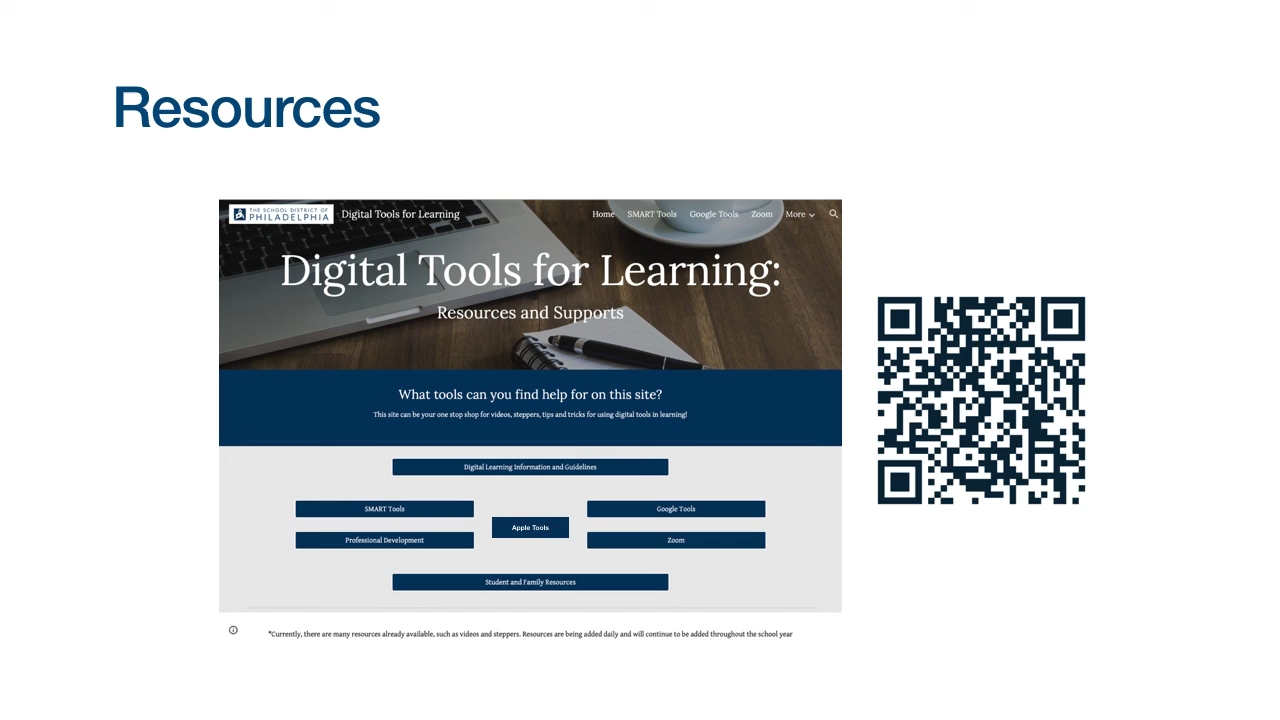 Resources
THE SCHOOL DISTRICT OF
PHILADELPHIA
Digital Tools for Learning
Home
SMART Tools
Google Tools
Zoom
More
Digital Tools for Learning:
Resources and Supports
What tools can you find help for on this site?
This site can be your one stop shop for videos, steppers, tips and tricks for using digital tools in learning!
Digital Learning Information and Guidelines
SMART Tools
Google Tools
Apple Tools
Professional Development
Zoom
Student and Family Resources
*Currently, there are many resources already available, such as videos and steppers. Resources are being added daily and will continue to be added throughout the school year